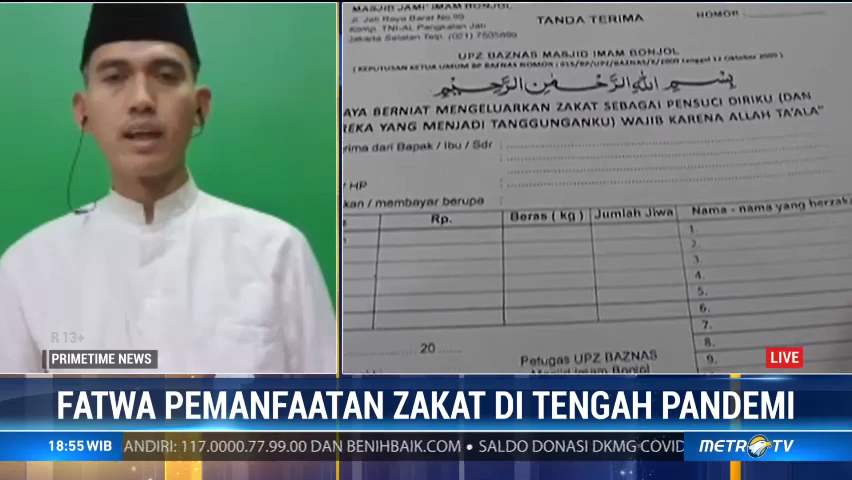 MASJID JAMI' IMAM BONJOL
Jl. Jati Raya Barat No.99
Komp. TNI-AL Pangkalan Jati
Jakarta Selatan Telp. (021) 7535899
TANDA TERIMA
NOMOR :
UPZ BAZNAS MASJID IMAM BONJOL
بسم الله الرحمن الرحيم
AYA BERNIAT MENGELUARKAN ZAKAT SEBAGAI PENSUCI DIRIKU (DAN
REKA YANG MENJADI TANGGUNGANKU) WAJIB KARENA ALLAH TA'ALA"
rima dari Bapak / Ibu / Sdr
/ HP
kan / membayar berupa
Rp. Beras ( kg ) Jumlah Jiwa Nama - nama yang berzaka
1.
2.
3.
4.
5.
6.
7.
8.
9.
20
Petugas UPZ BAZNAS
Masjid Imam Bonjol
R 13+
PRIMETIME NEWS
LIVE
FATWA PEMANFAATAN ZAKAT DI TENGAH PANDEMI
18:55 WIB ANDIRI: 117.0000.77.99.00 DAN BENIHBAIK.COM • SALDO DONASI DKMG COVID
METRO TV